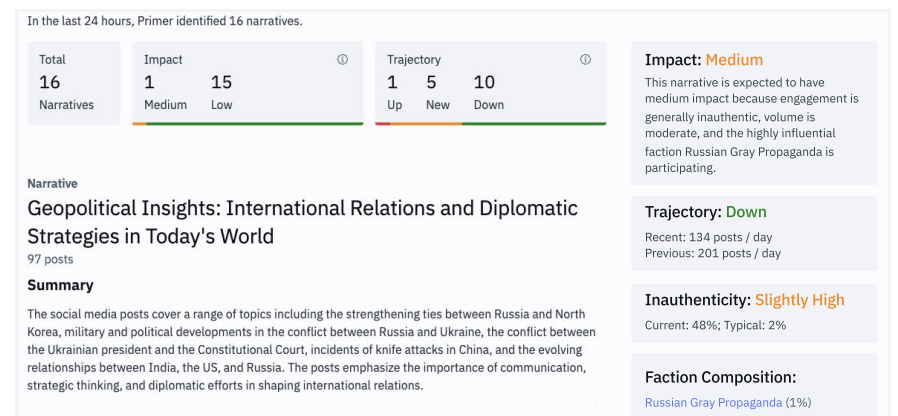 In the last 24 hours, Primer identified 16 narratives.
Total
16
Narratives
Impact
1 15
Medium Low
Trajectory
1 5 10
Up New Down
Narrative
Geopolitical Insights: International Relations and Diplomatic
Strategies in Today's World
97 posts
Summary
The social media posts cover a range of topics including the strengthening ties between Russia and North
Korea, military and political developments in the conflict between Russia and Ukraine, the conflict between
the Ukrainian president and the Constitutional Court, incidents of knife attacks in China, and the evolving
relationships between India, the US, and Russia. The posts emphasize the importance of communication,
strategic thinking, and diplomatic efforts in shaping international relations.
Impact: Medium
This narrative is expected to have
medium impact because engagement is
generally inauthentic, volume is
moderate, and the highly influential
faction Russian Gray Propaganda is
participating.
Trajectory: Down
Recent: 134 posts / day
Previous: 201 posts / day
Inauthenticity: Slightly High
Current: 48%; Typical: 2%
Faction Composition:
Russian Gray Propaganda (1%)